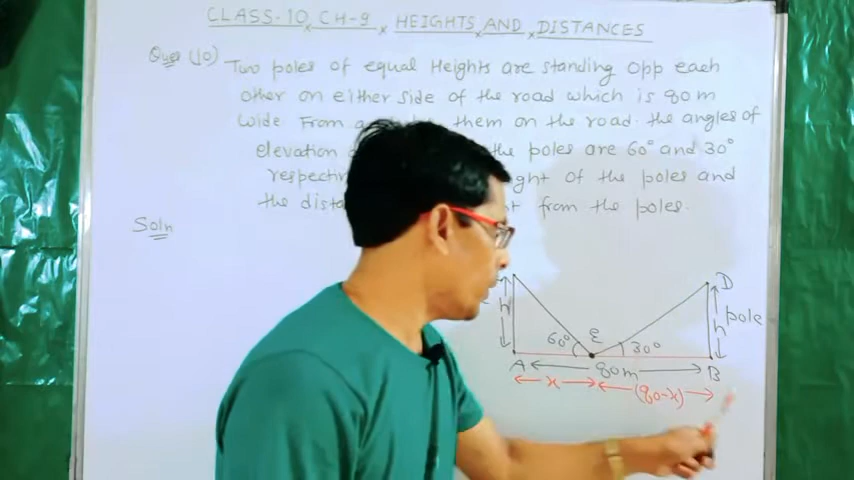 CLASS-10, CH-9 HEIGHTS AND DISTANCES
Ques (10) Two poles of equal Heights are standing opp each
other on either side of the road which is 80 m
wide. From a them on the road. the angles of
elevation the poles are 60° and 30°
respectiv ght of the poles and
the dista nt from the poles.
Soln
D
h h pole
60° E 30°
A 80 m B
x (80-x)